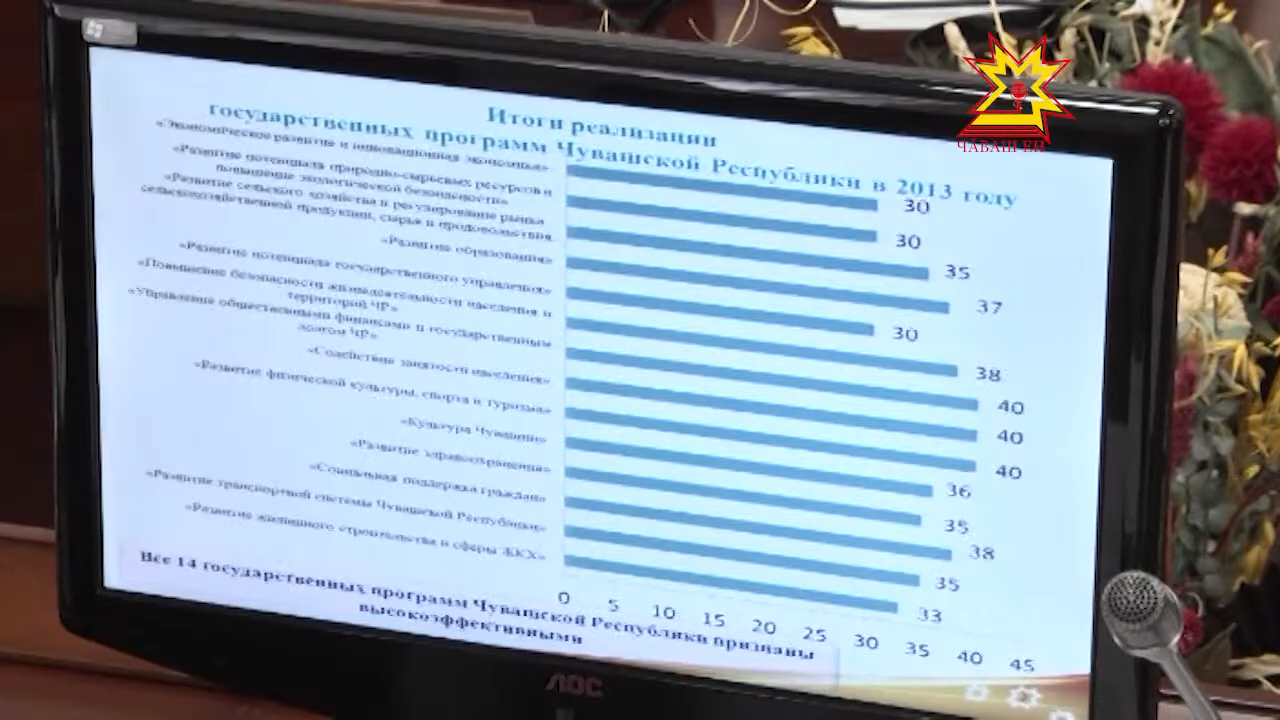 ЧӐВАШ ЕН
Итоги реализации
государственных программ Чувашской Республики в 2013 году
«Экономическое развитие и инновационная экономика»
30
«Развитие потенциала природно-сырьевых ресурсов и
повышение экологической безопасности»
30
«Развитие сельского хозяйства и регулирование рынка
сельскохозяйственной продукции, сырья и продовольствия
35
«Развитие образования»
37
«Развитие потенциала государственного управления»
30
«Повышение безопасности жизнедеятельности населения и
территорий ЧР»
38
«Управление общественными финансами и государственным
долгом ЧР»
40
«Содействие занятости населения»
40
«Развитие физической культуры, спорта и туризма»
40
«Культура Чувашии»
36
«Развитие здравоохранения»
35
«Социальная поддержка граждан»
38
«Развитие транспортной системы Чувашской Республики»
35
«Развитие жилищного строительства и сферы ЖКХ»
33
0 5 10 15 20 25 30 35 40 45
Все 14 государственных программ Чувашской Республики признаны
высокоэффективными
AOC